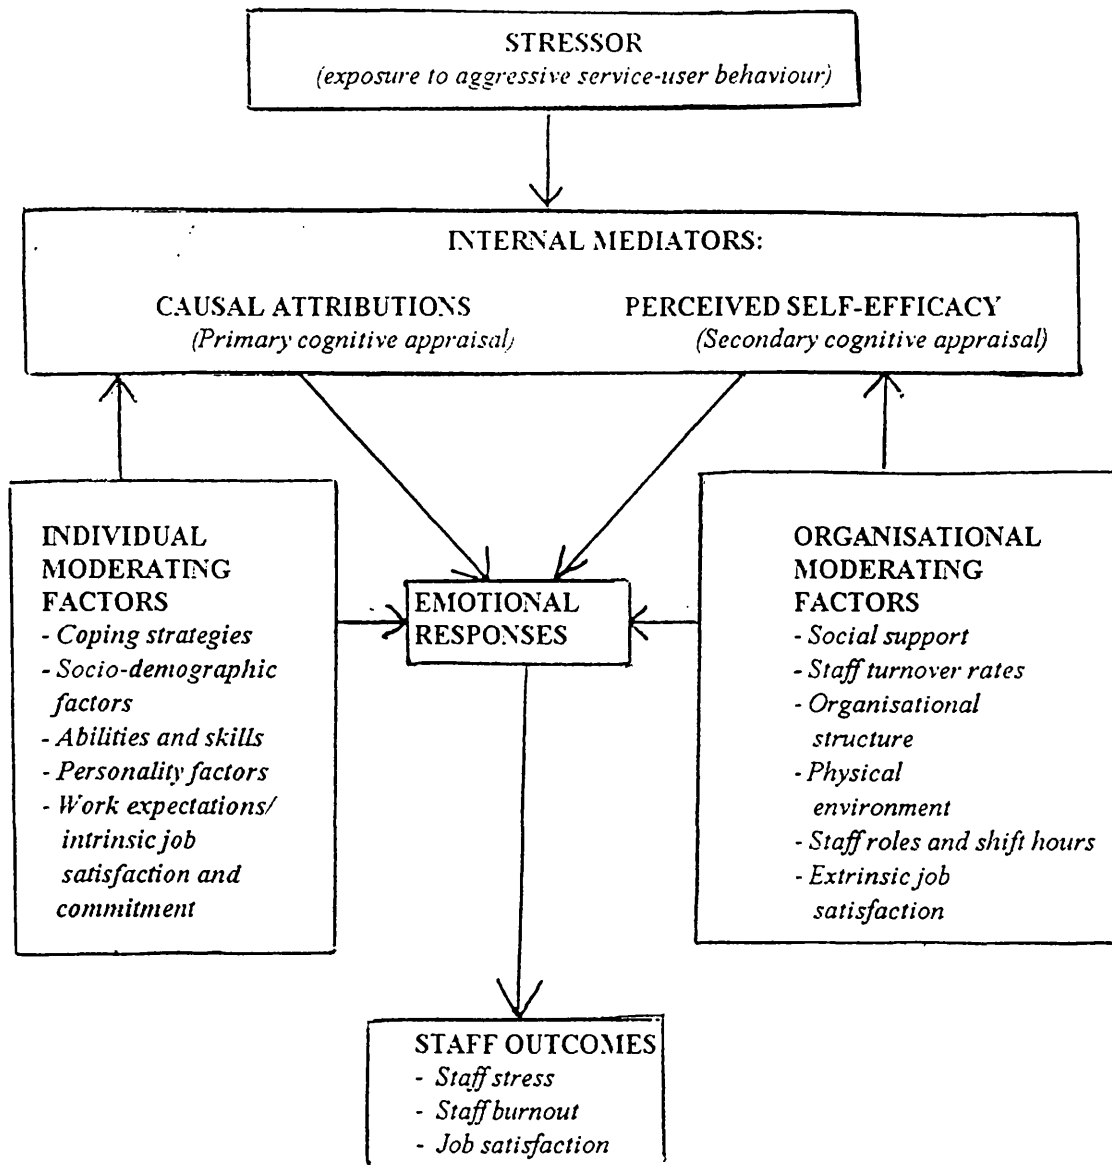 STRESSOR
(exposure to aggressive service-user behaviour)
INTERNAL MEDIATORS:
CAUSAL ATTRIBUTIONS
(Primary cognitive appraisal)
PERCEIVED SELF-EFFICACY
(Secondary cognitive appraisal)
INDIVIDUAL
MODERATING
FACTORS
- Coping strategies
- Socio-demographic
factors
- Abilities and skills
- Personality factors
- Work expectations/
intrinsic job
satisfaction and
commitment
EMOTIONAL
RESPONSES
ORGANISATIONAL
MODERATING
FACTORS
- Social support
- Staff turnover rates
- Organisational
structure
- Physical
environment
- Staff roles and shift hours
- Extrinsic job
satisfaction
STAFF OUTCOMES
- Staff stress
- Staff burnout
- Job satisfaction